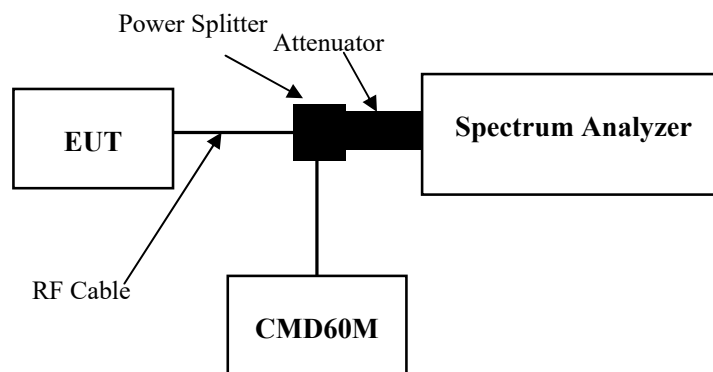 Power Splitter
Attenuator
EUT
Spectrum Analyzer
RF Cable
CMD60M